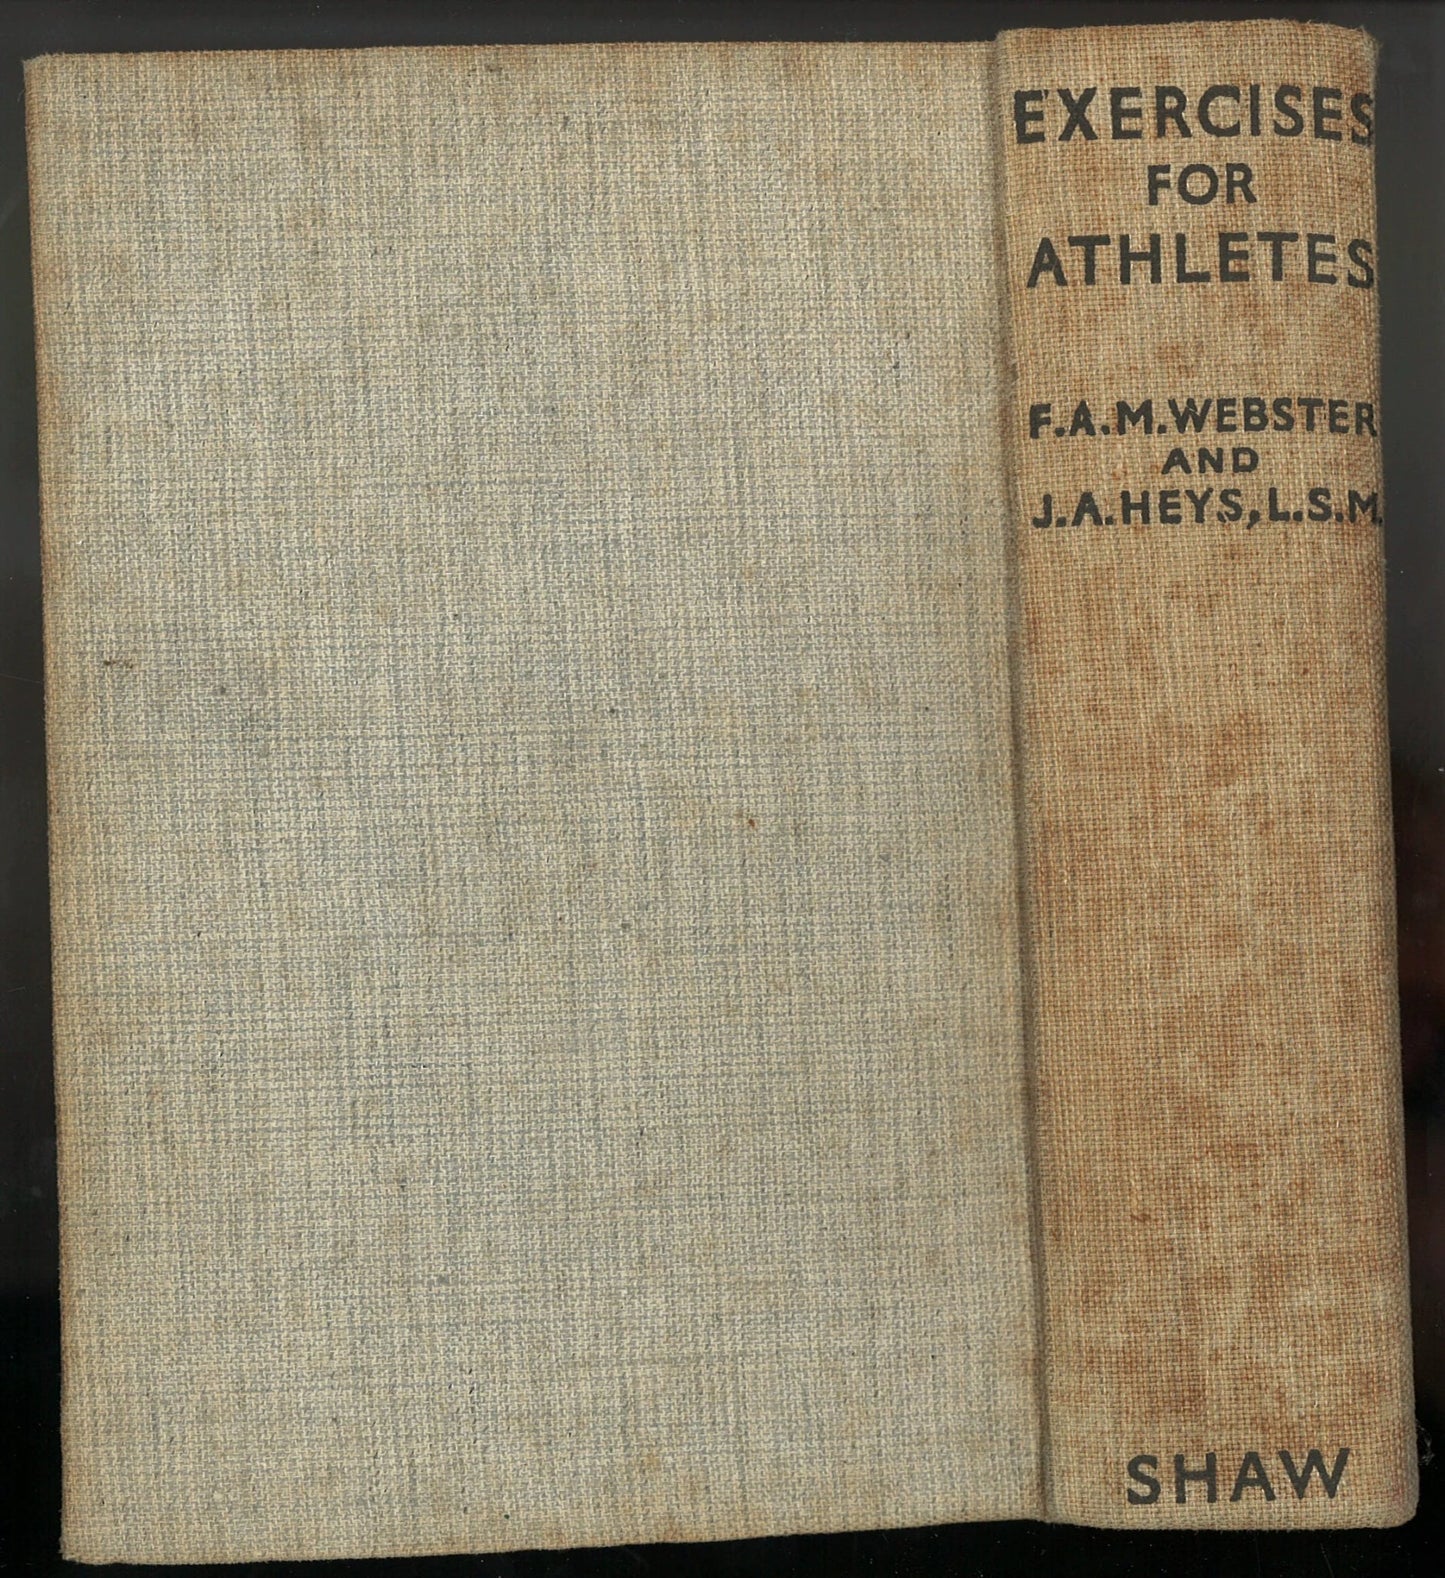 EXERCISES
FOR
ATHLETES
F.A.M.WEBSTER
AND
J.A.HEYS, L.S.M.
SHAW